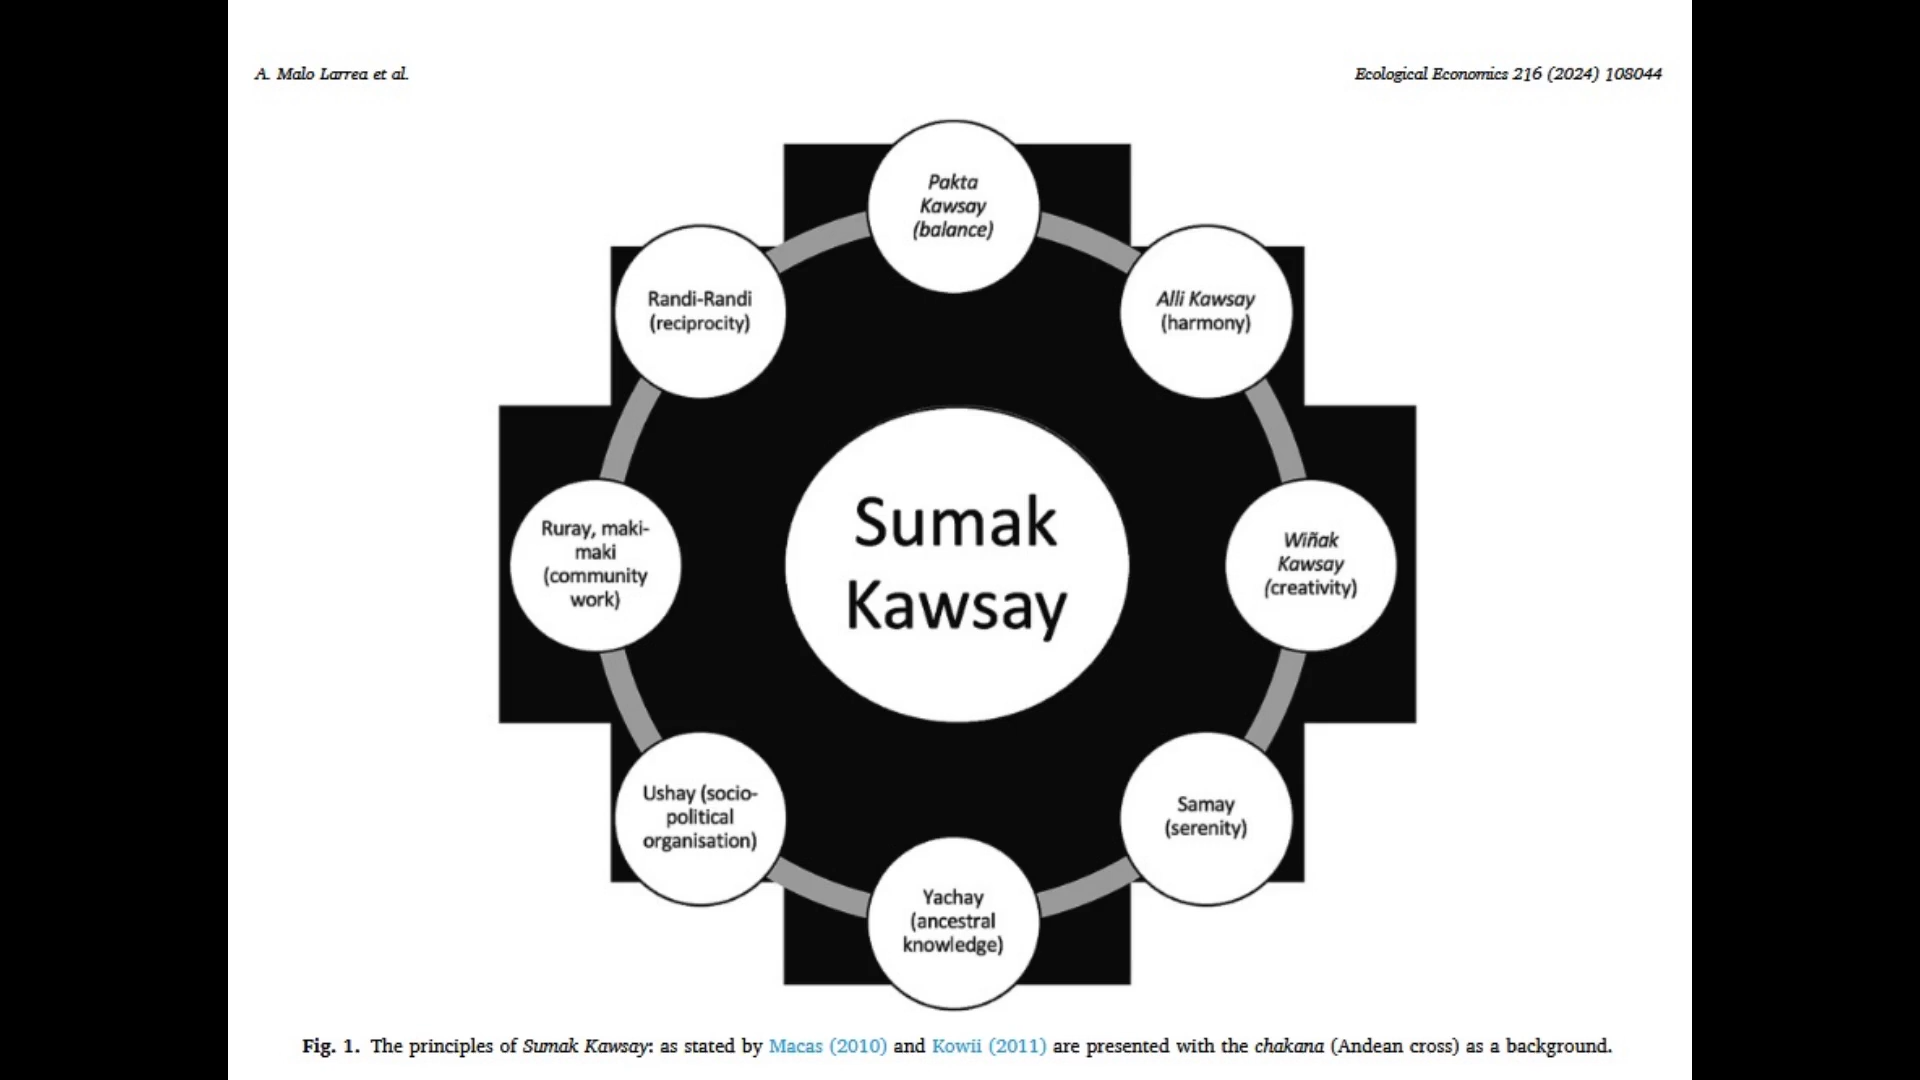 A. Malo Larrea et al.
Ecological Economics 216 (2024) 108044
Pakta
Kawsay
(balance)
Randi-Randi
(reciprocity)
Alli Kawsay
(harmony)
Sumak
Kawsay
Ruray, maki-
maki
(community
work)
Wiñak
Kawsay
(creativity)
Ushay (socio-
political
organisation)
Samay
(serenity)
Yachay
(ancestral
knowledge)
Fig. 1. The principles of Sumak Kawsay: as stated by Macas (2010) and Kowii (2011) are presented with the chakana (Andean cross) as a background.